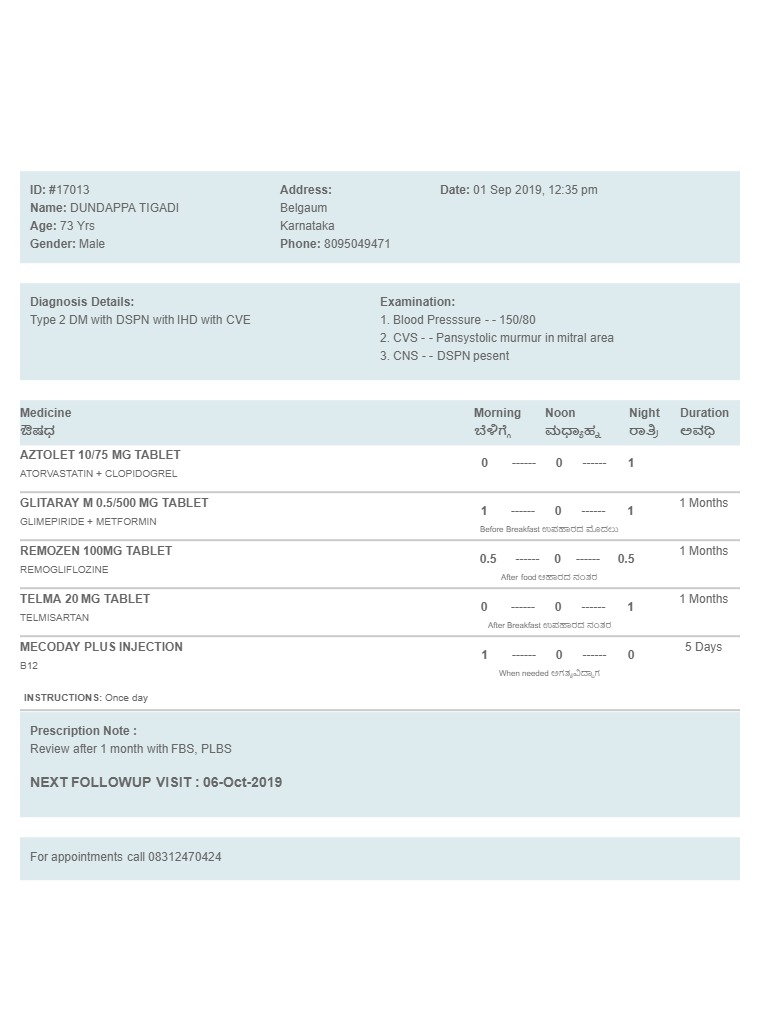 ID: #17013
Name: DUNDAPPA TIGADI
Age: 73 Yrs
Gender: Male
Address:
Belgaum
Karnataka
Phone: 8095049471
Date: 01 Sep 2019, 12:35 pm
Diagnosis Details:
Type 2 DM with DSPN with IHD with CVE
Examination:
1. Blood Presssure - - 150/80
2. CVS - - Pansystolic murmur in mitral area
3. CNS - - DSPN pesent
Medicine Morning Noon Night Duration
ಔಷಧ ಬೆಳಿಗ್ಗೆ ಮಧ್ಯಾಹ್ನ ರಾತ್ರಿ ಅವಧಿ
AZTOLET 10/75 MG TABLET
ATORVASTATIN + CLOPIDOGREL
0 ------ 0 ------ 1
GLITARAY M 0.5/500 MG TABLET
GLIMEPIRIDE + METFORMIN
1 ------ 0 ------ 1
1 Months
Before Breakfast ಉಪಹಾರದ ಮೊದಲು
REMOZEN 100MG TABLET
REMOGLIFLOZINE
0.5 ------ 0 ------ 0.5
1 Months
After food ಆಹಾರದ ನಂತರ
TELMA 20 MG TABLET
TELMISARTAN
0 ------ 0 ------ 1
1 Months
After Breakfast ಉಪಹಾರದ ನಂತರ
MECODAY PLUS INJECTION
B12
1 ------ 0 ------ 0
5 Days
When needed ಅಗತ್ಯವಿದ್ದಾಗ
INSTRUCTIONS: Once day
Prescription Note :
Review after 1 month with FBS, PLBS
NEXT FOLLOWUP VISIT : 06-Oct-2019
For appointments call 08312470424